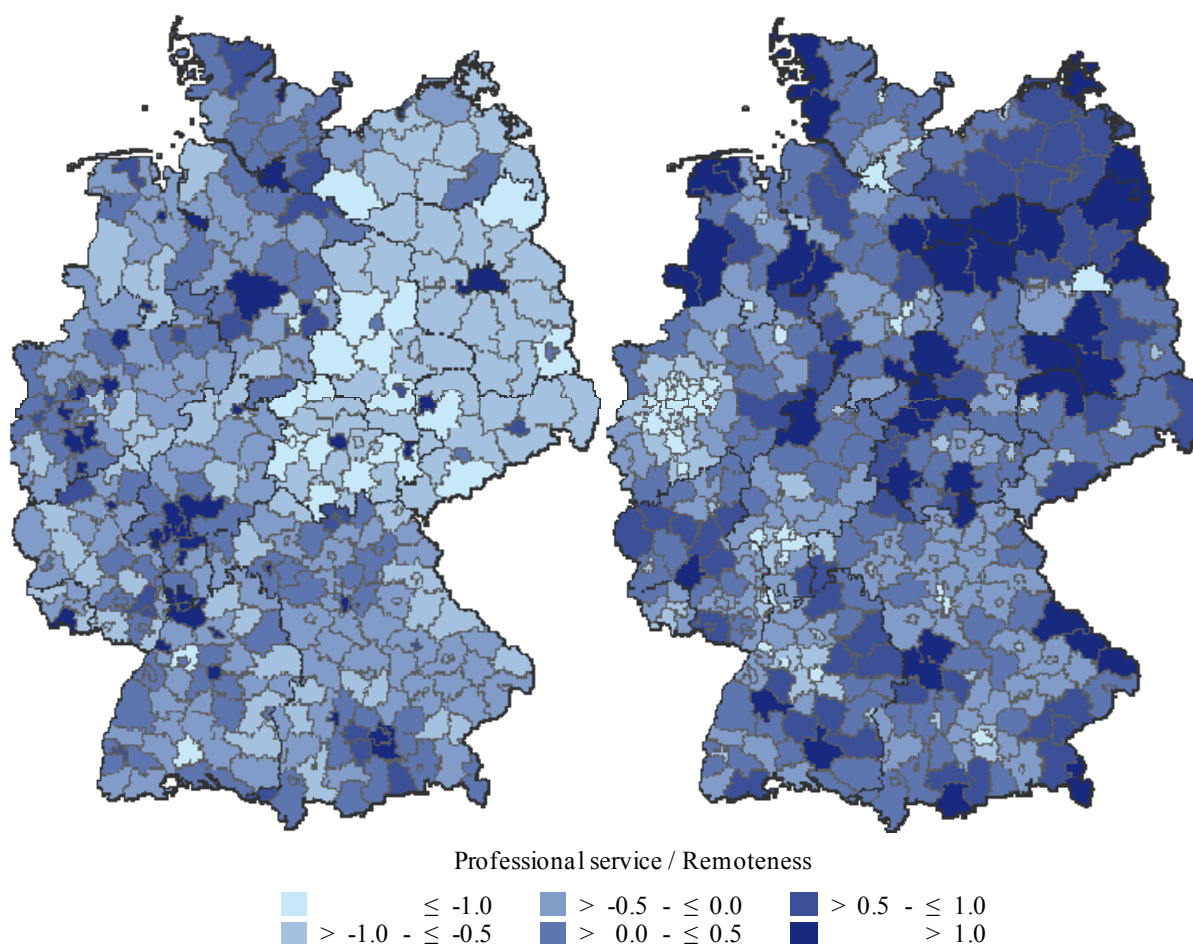 Professional service / Remoteness
≤ -1.0 > -0.5 - ≤ 0.0 > 0.5 - ≤ 1.0
> -1.0 - ≤ -0.5 > 0.0 - ≤ 0.5 > 1.0